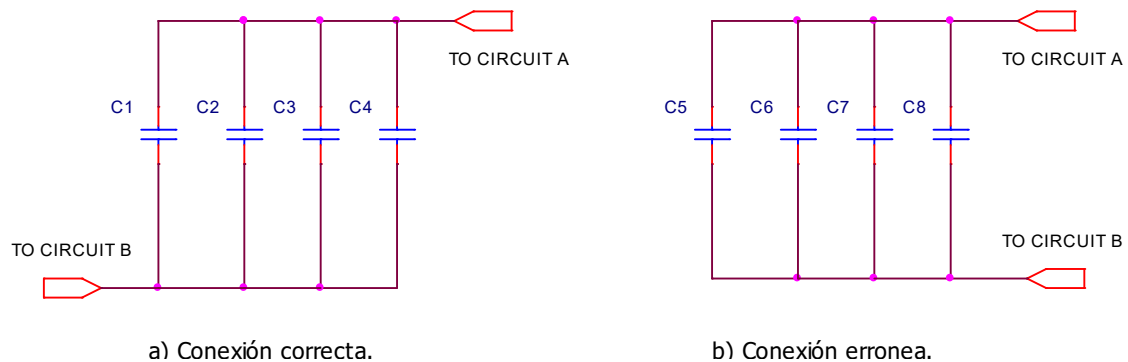 TO CIRCUIT A
C1
C2
C3
C4
TO CIRCUIT B
a) Conexión correcta.
TO CIRCUIT A
C5
C6
C7
C8
TO CIRCUIT B
b) Conexión erronea.